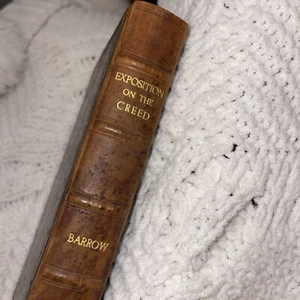 EXPOSITION
ON THE
CREED
BARROW